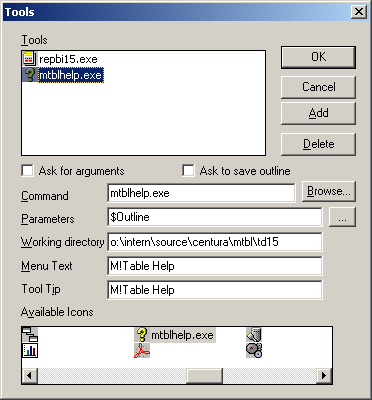 Tools
Tools
repbi15.exe
mtblhelp.exe
OK
Cancel
Add
Delete
Ask for arguments
Ask to save outline
Command
mtblhelp.exe
Browse...
Parameters
$Outline
...
Working directory
o:\intern\source\centura\mtbl\td15
Menu Text
M!Table Help
Tool Tip
M!Table Help
Available Icons
mtblhelp.exe